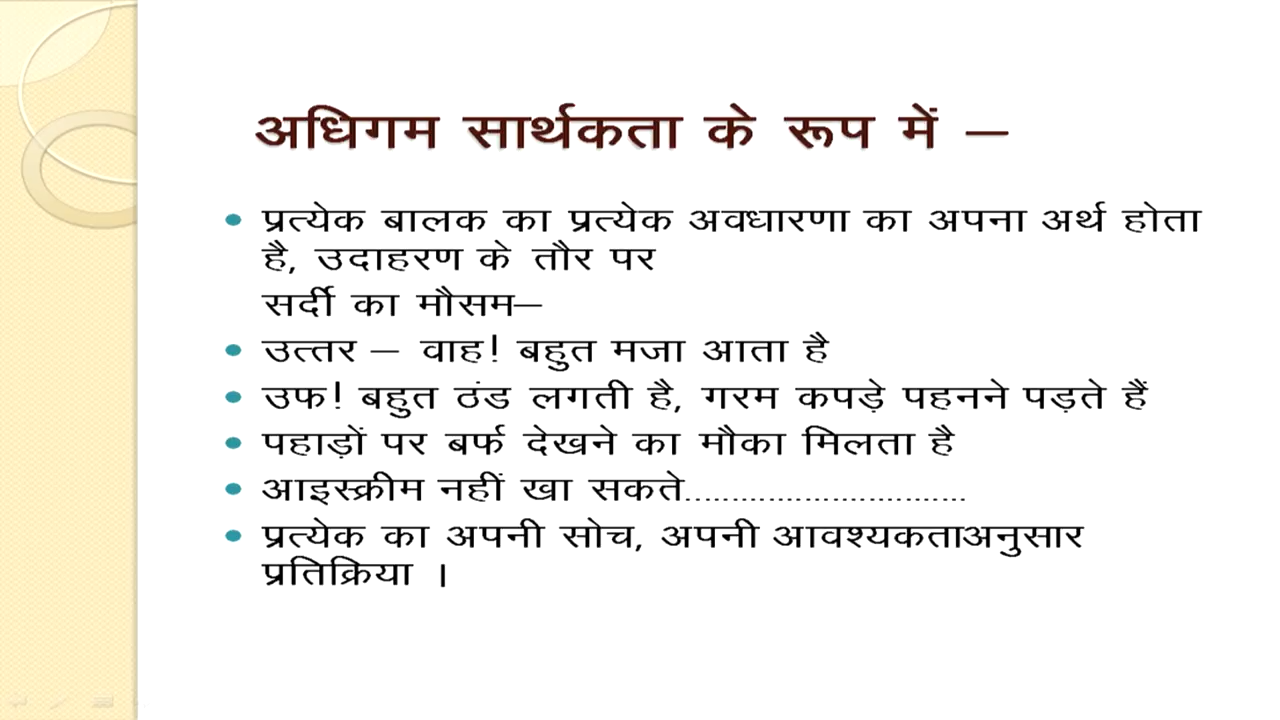 अधिगम सार्थकता के रूप में –
• प्रत्येक बालक का प्रत्येक अवधारणा का अपना अर्थ होता
है, उदाहरण के तौर पर
सर्दी का मौसम–
• उत्तर – वाह! बहुत मजा आता है
• उफ! बहुत ठंड लगती है, गरम कपड़े पहनने पड़ते हैं
• पहाड़ों पर बर्फ देखने का मौका मिलता है
• आइस्क्रीम नहीं खा सकते...............................
• प्रत्येक का अपनी सोच, अपनी आवश्यकताअनुसार
प्रतिक्रिया ।